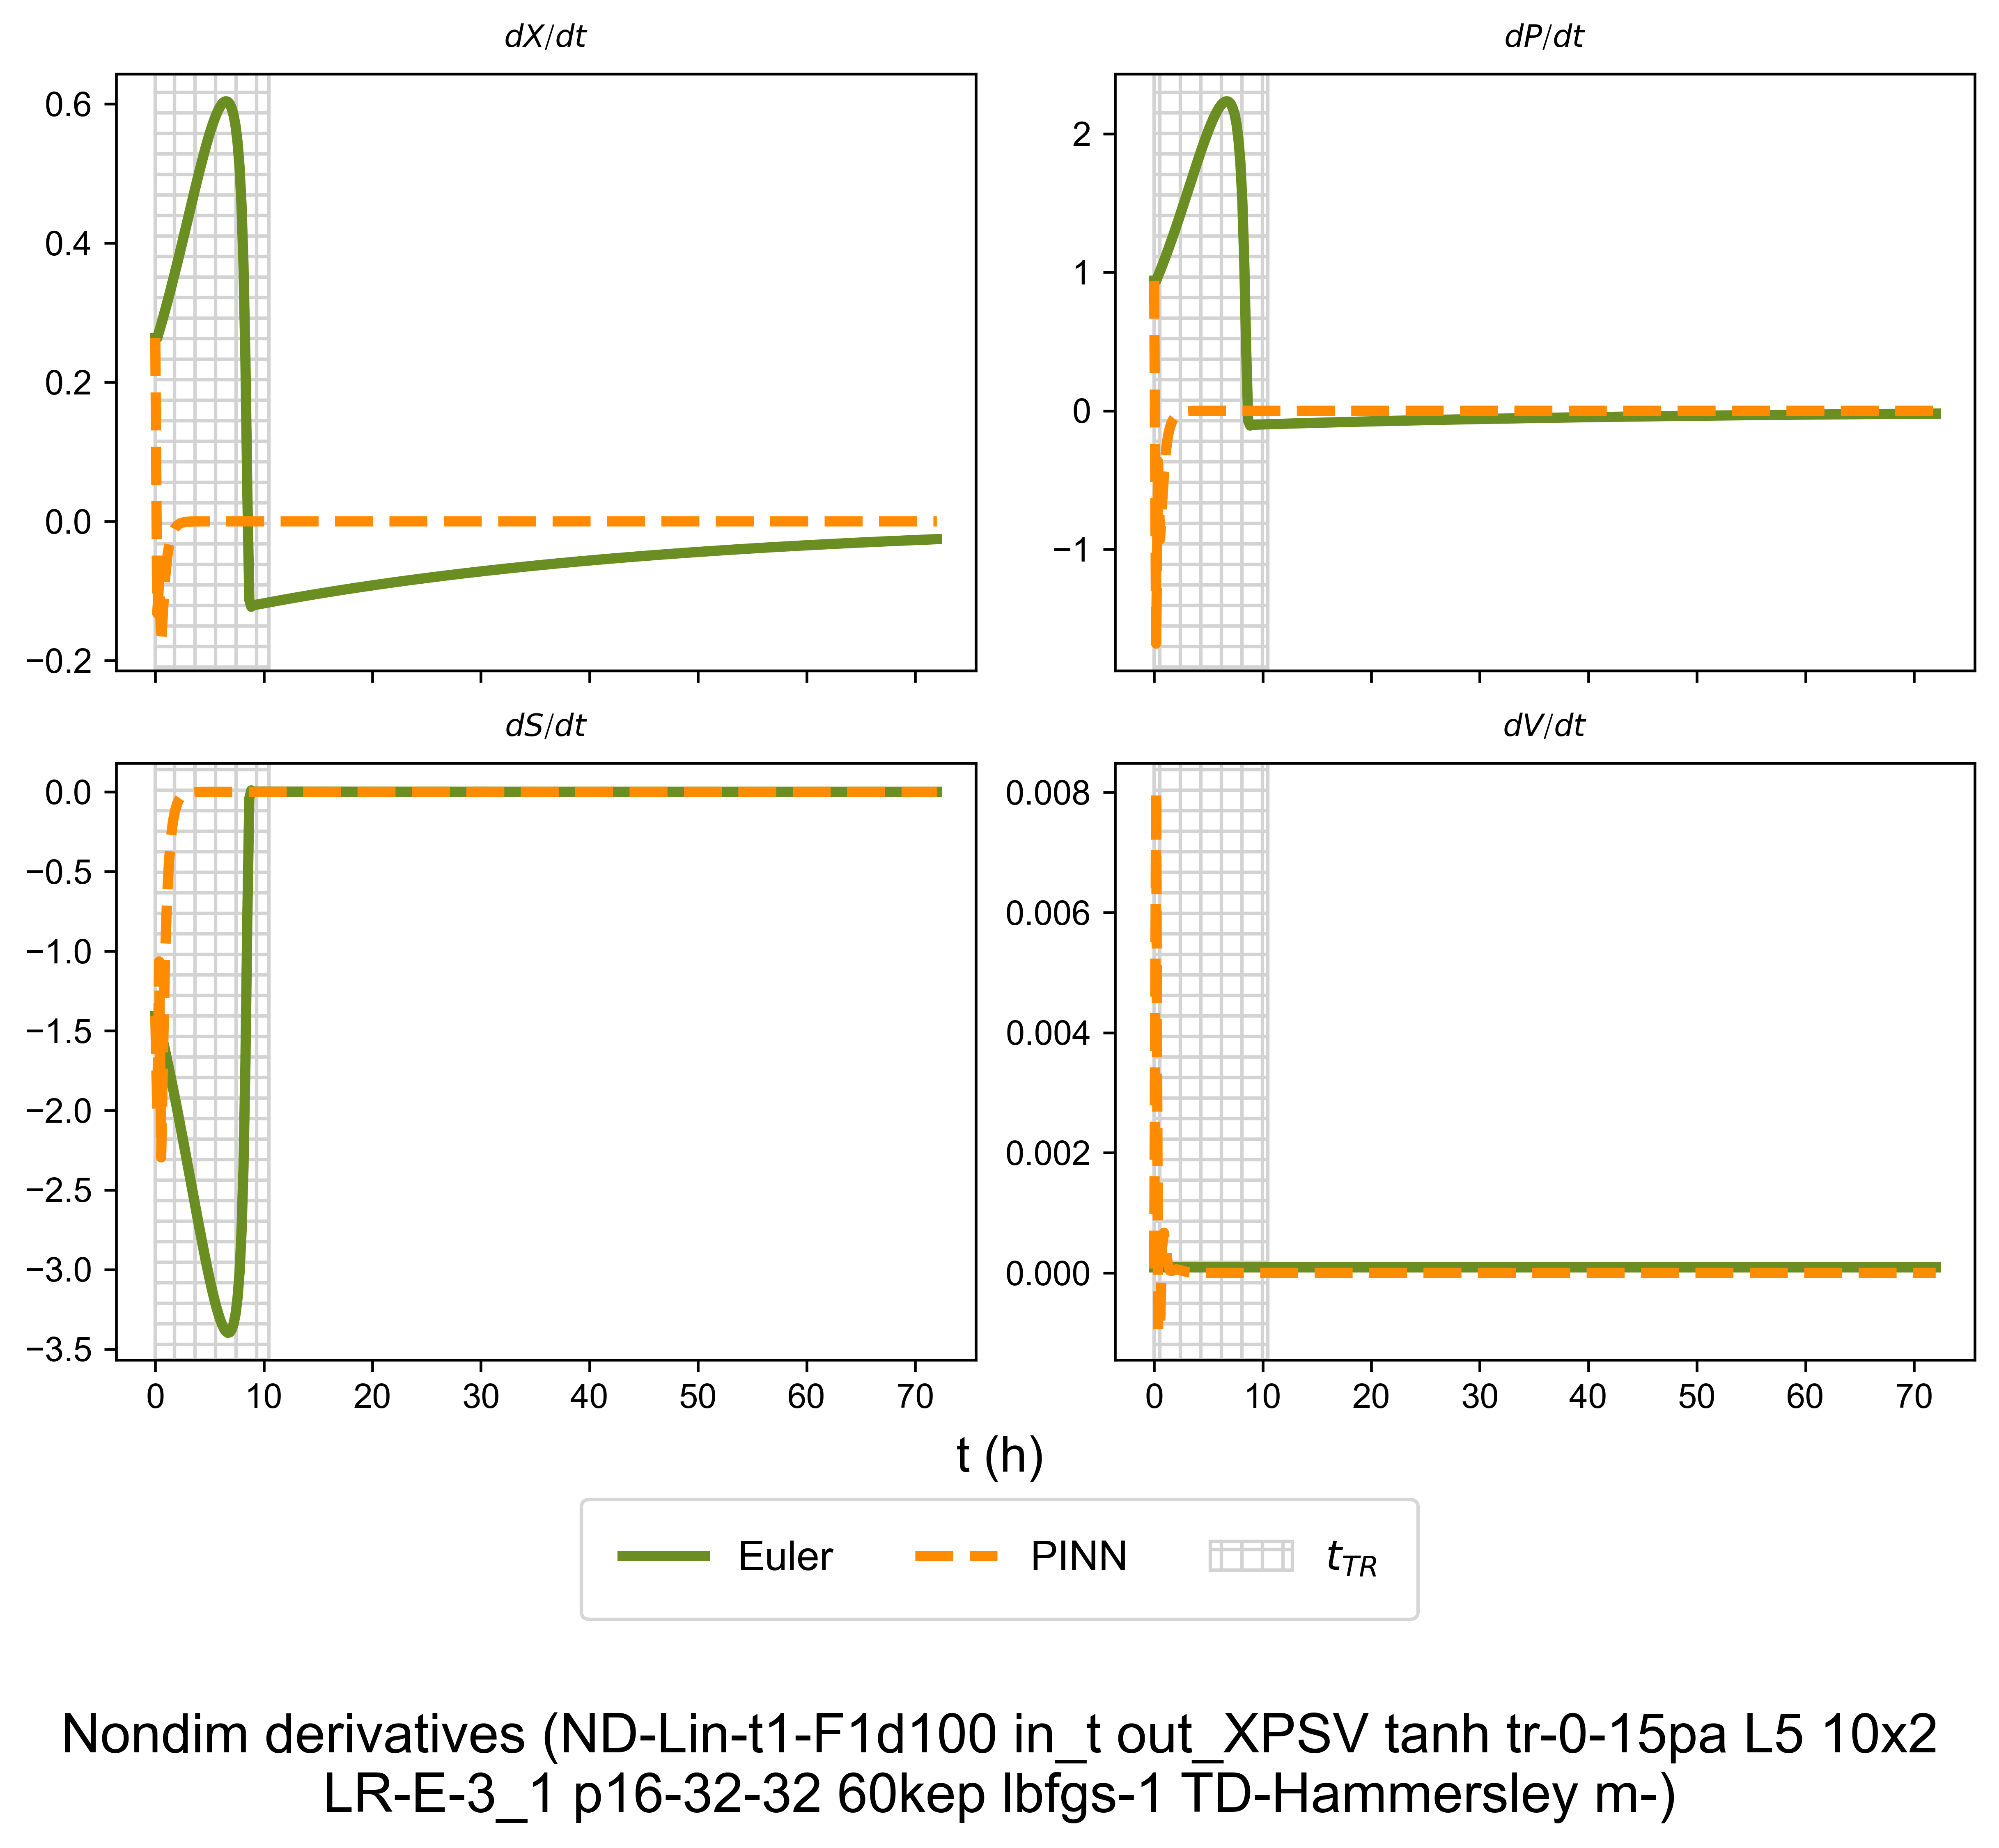 dX/dt
dP/dt
0.6
0.4
0.2
0.0
−0.2
2
1
0
−1
dS/dt
dV/dt
0.0
−0.5
−1.0
−1.5
−2.0
−2.5
−3.0
−3.5
0.008
0.006
0.004
0.002
0.000
0 10 20 30 40 50 60 70
0 10 20 30 40 50 60 70
t (h)
Euler PINN t_TR
Nondim derivatives (ND-Lin-t1-F1d100 in_t out_XPSV tanh tr-0-15pa L5 10x2
LR-E-3_1 p16-32-32 60kep lbfgs-1 TD-Hammersley m-)